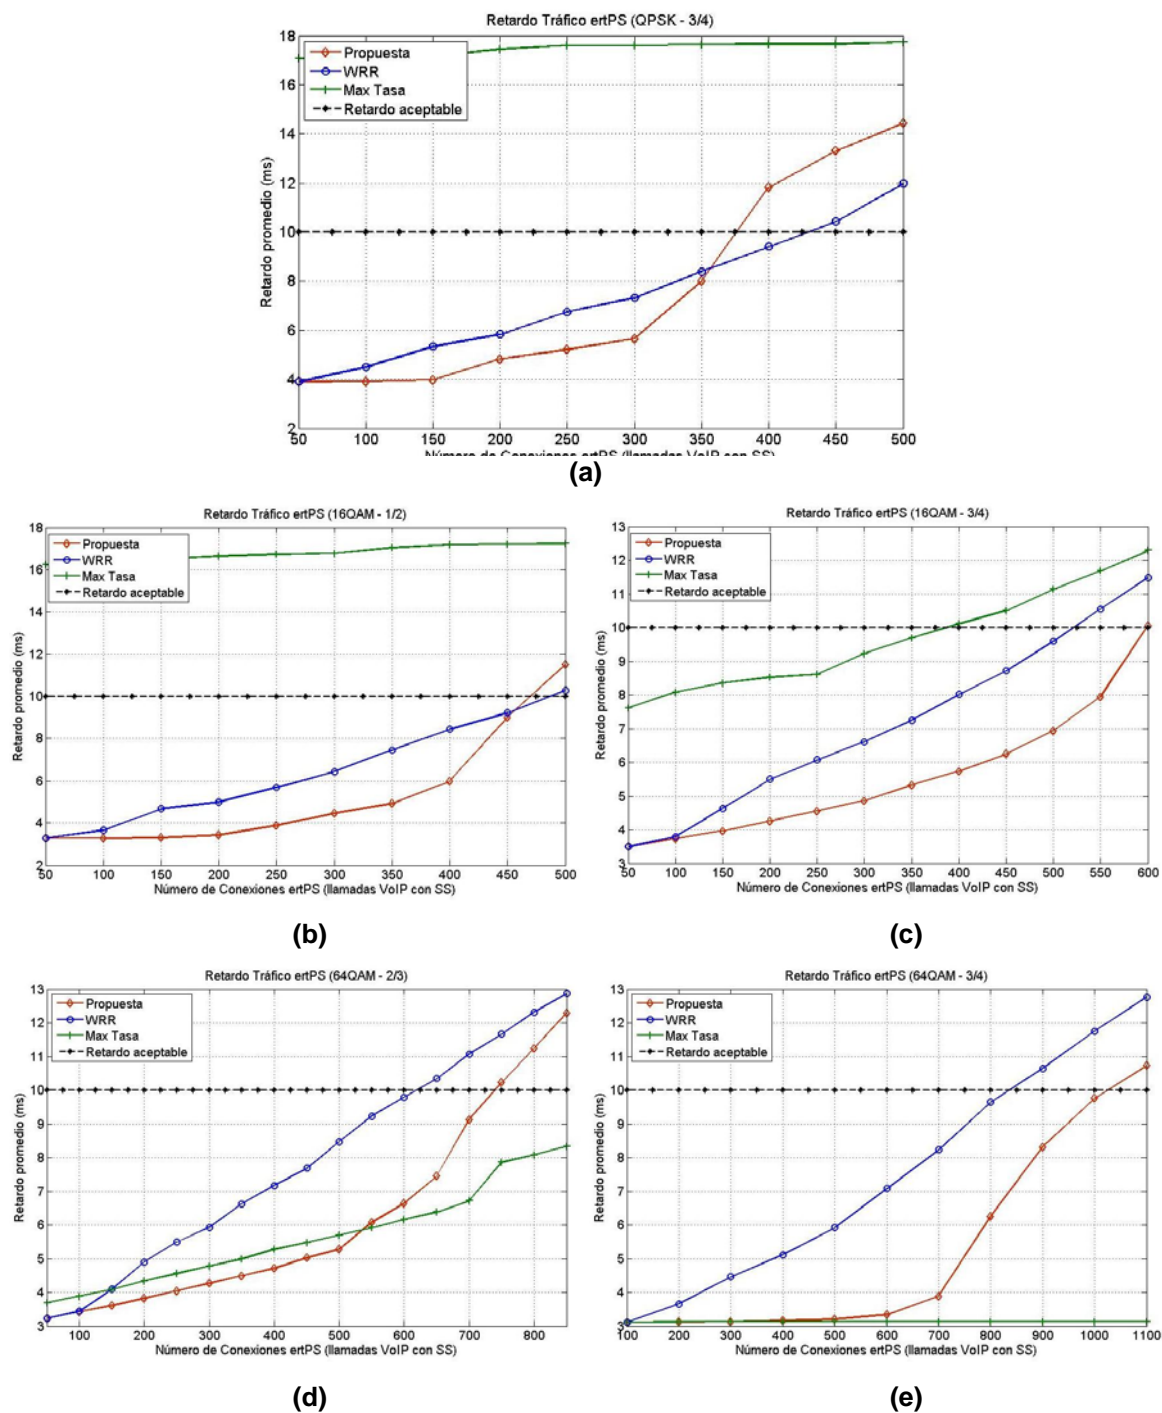 Retardo Tráfico ertPS (QPSK - 3/4)
Propuesta
WRR
Max Tasa
Retardo aceptable
Retardo promedio (ms)
18
16
14
12
10
8
6
4
2
50 100 150 200 250 300 350 400 450 500
Número de Conexiones ertPS (llamadas VoIP con SS)
(a)
Retardo Tráfico ertPS (16QAM - 1/2)
Propuesta
WRR
Max Tasa
Retardo aceptable
Retardo promedio (ms)
18
16
14
12
10
8
6
4
2
50 100 150 200 250 300 350 400 450 500
Número de Conexiones ertPS (llamadas VoIP con SS)
(b)
Retardo Tráfico ertPS (16QAM - 3/4)
Propuesta
WRR
Max Tasa
Retardo aceptable
Retardo promedio (ms)
13
12
11
10
9
8
7
6
5
4
3
50 100 150 200 250 300 350 400 450 500 550 600
Número de Conexiones ertPS (llamadas VoIP con SS)
(c)
Retardo Tráfico ertPS (64QAM - 2/3)
Propuesta
WRR
Max Tasa
Retardo aceptable
Retardo promedio (ms)
13
12
11
10
9
8
7
6
5
4
3
100 200 300 400 500 600 700 800
Número de Conexiones ertPS (llamadas VoIP con SS)
(d)
Retardo Tráfico ertPS (64QAM - 3/4)
Propuesta
WRR
Max Tasa
Retardo aceptable
Retardo promedio (ms)
13
12
11
10
9
8
7
6
5
4
3
100 200 300 400 500 600 700 800 900 1000 1100
Número de Conexiones ertPS (llamadas VoIP con SS)
(e)